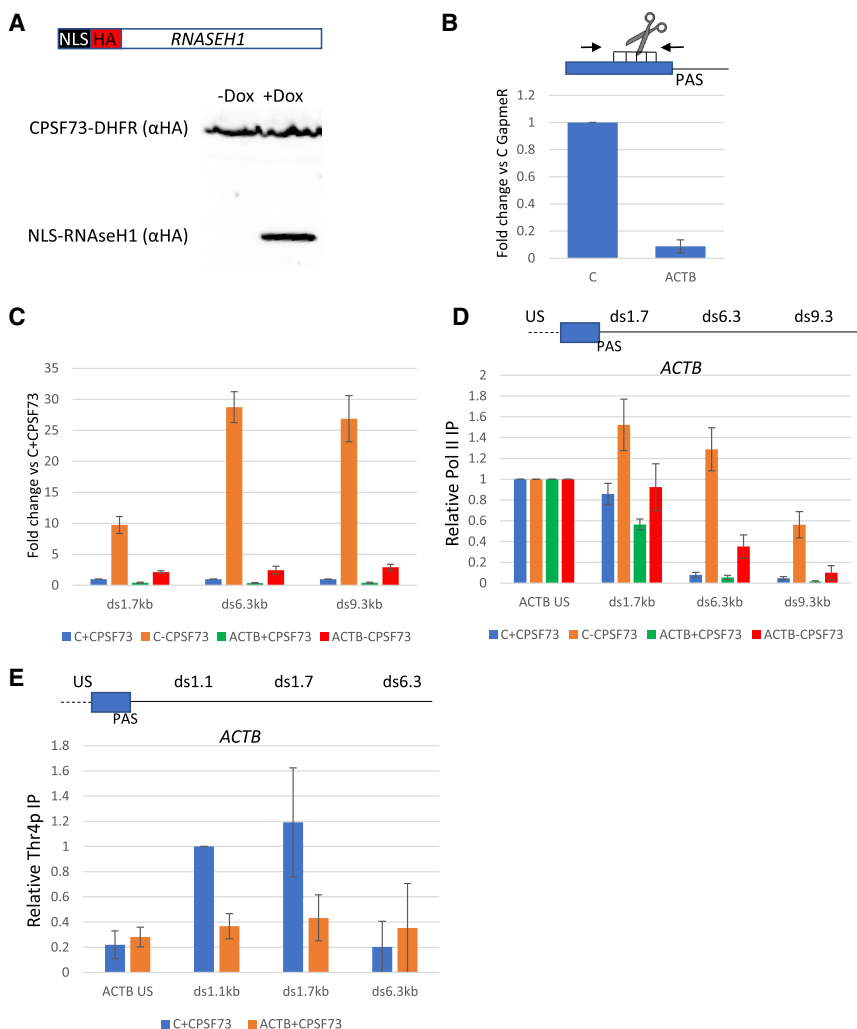 A
NLS HA RNASEH1
-Dox +Dox
CPSF73-DHFR (αHA)
NLS-RNAseH1 (αHA)
B
PAS
Fold change vs C GapmeR
1.2
1
0.8
0.6
0.4
0.2
0
C ACTB
C
Fold change vs C+CPSF73
35
30
25
20
15
10
5
0
ds1.7kb ds6.3kb ds9.3kb
C+CPSF73 C-CPSF73 ACTB+CPSF73 ACTB-CPSF73
D
US ds1.7 ds6.3 ds9.3
PAS
ACTB
Relative Pol II IP
2
1.8
1.6
1.4
1.2
1
0.8
0.6
0.4
0.2
0
ACTB US ds1.7kb ds6.3kb ds9.3kb
C+CPSF73 C-CPSF73 ACTB+CPSF73 ACTB-CPSF73
E
US ds1.1 ds1.7 ds6.3
PAS
ACTB
Relative Thr4p IP
1.8
1.6
1.4
1.2
1
0.8
0.6
0.4
0.2
0
ACTB US ds1.1kb ds1.7kb ds6.3kb
C+CPSF73 ACTB+CPSF73